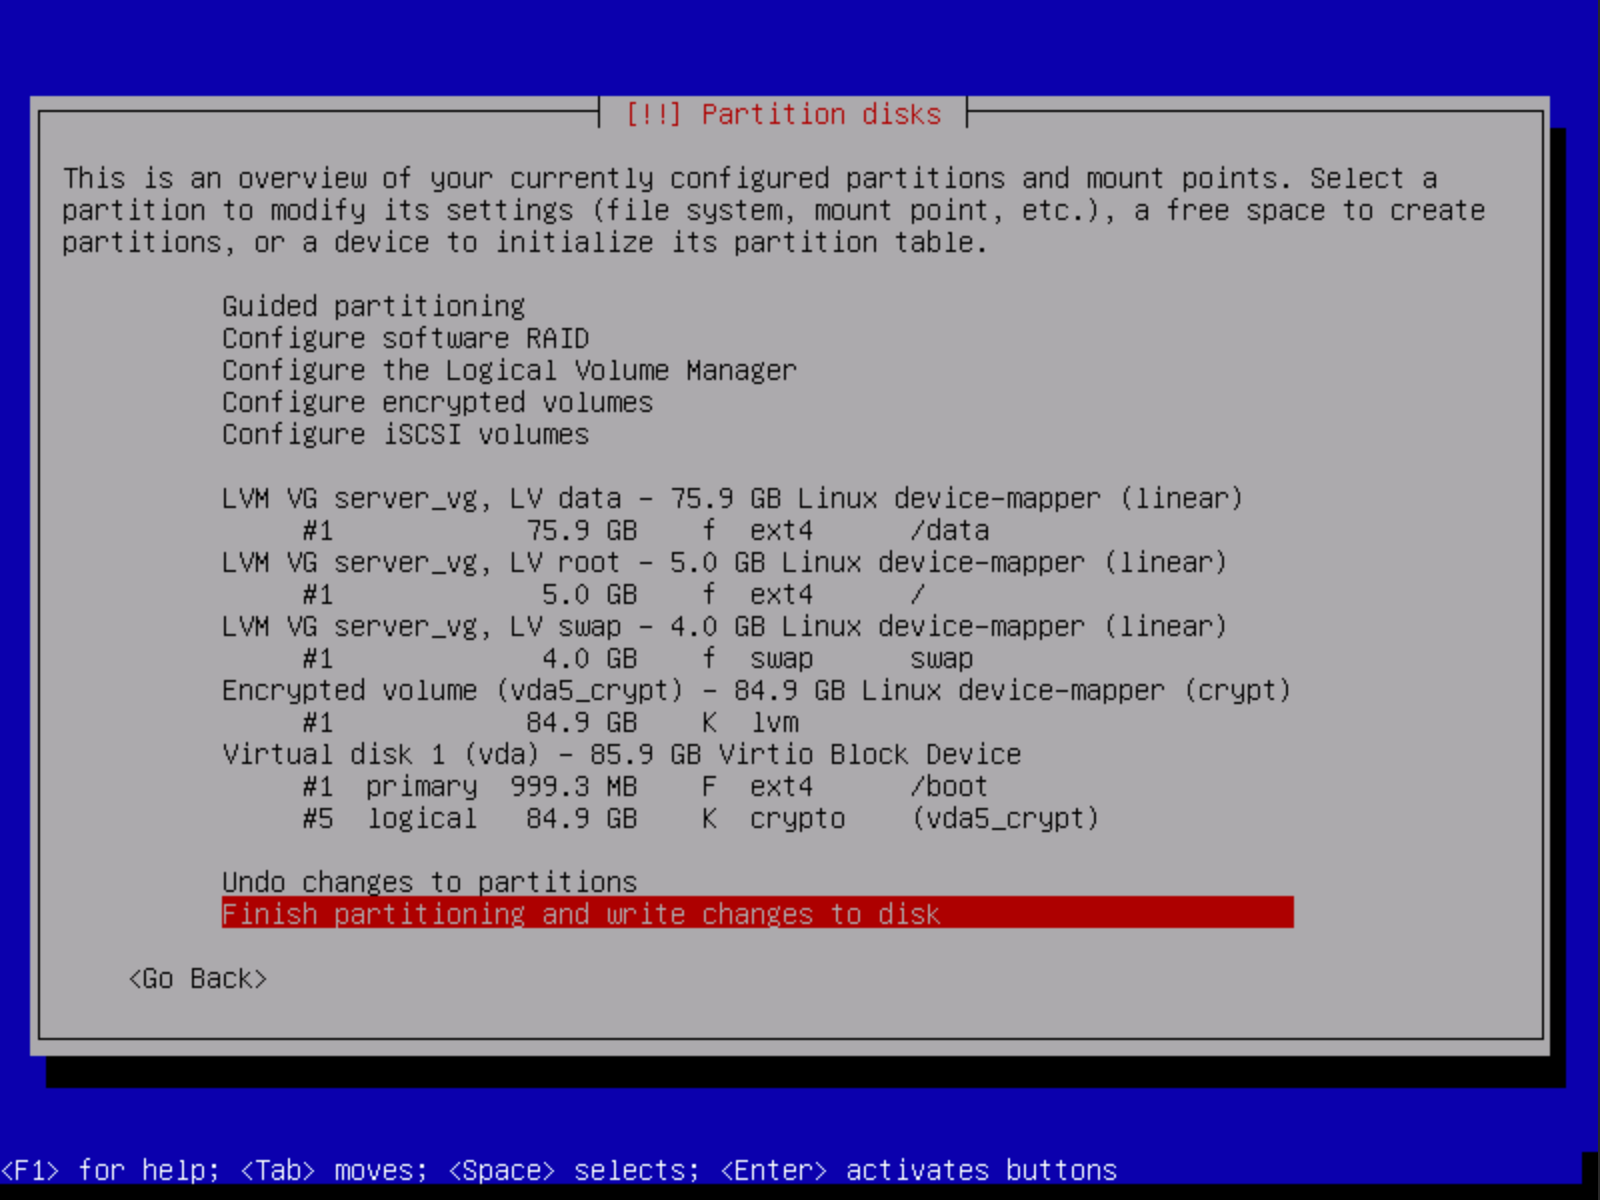 [!!] Partition disks
This is an overview of your currently configured partitions and mount points. Select a
partition to modify its settings (file system, mount point, etc.), a free space to create
partitions, or a device to initialize its partition table.
Guided partitioning
Configure software RAID
Configure the Logical Volume Manager
Configure encrypted volumes
Configure iSCSI volumes
LVM VG server_vg, LV data - 75.9 GB Linux device-mapper (linear)
#1 75.9 GB f ext4 /data
LVM VG server_vg, LV root - 5.0 GB Linux device-mapper (linear)
#1 5.0 GB f ext4 /
LVM VG server_vg, LV swap - 4.0 GB Linux device-mapper (linear)
#1 4.0 GB f swap swap
Encrypted volume (vda5_crypt) - 84.9 GB Linux device-mapper (crypt)
#1 84.9 GB K lvm
Virtual disk 1 (vda) - 85.9 GB Virtio Block Device
#1 primary 999.3 MB F ext4 /boot
#5 logical 84.9 GB K crypto (vda5_crypt)
Undo changes to partitions
Finish partitioning and write changes to disk
<Go Back>
<F1> for help; <Tab> moves; <Space> selects; <Enter> activates buttons